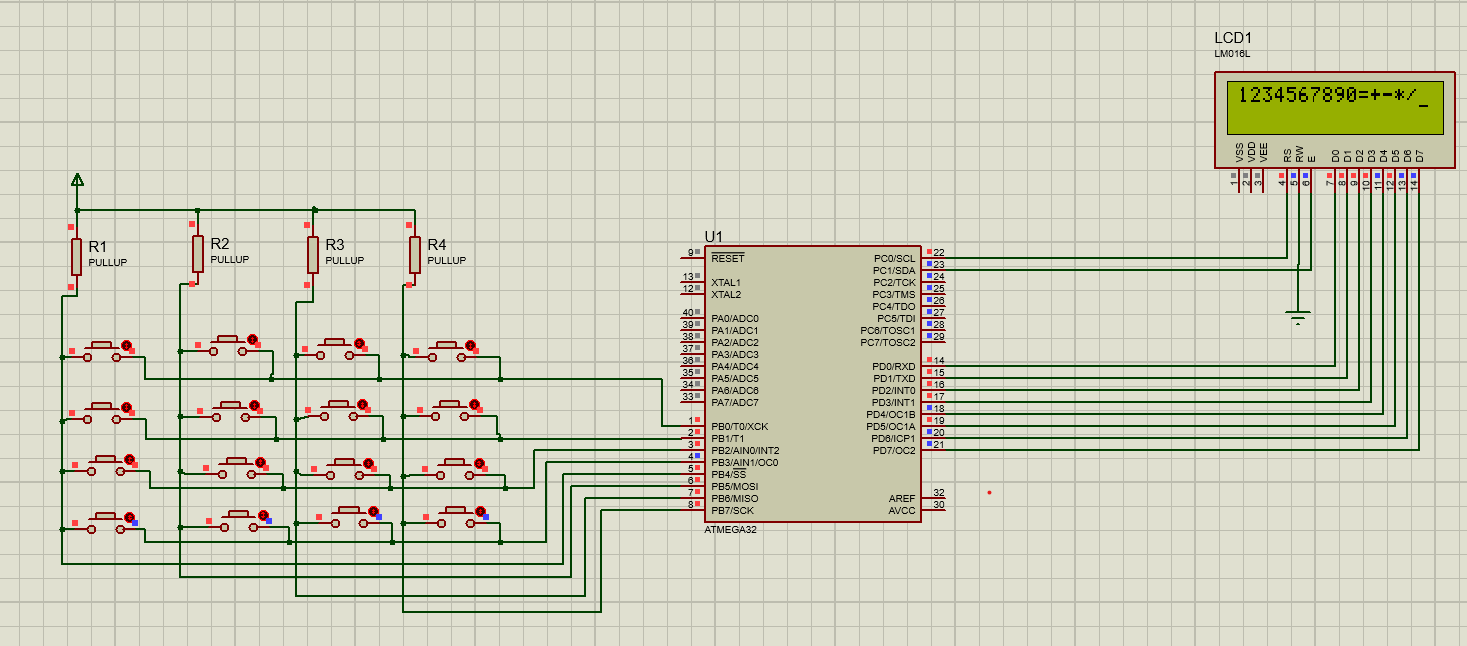 LCD1
LM016L
1234567890=+-*/_
VSS
VDD
VEE
RS
RW
E
D0
D1
D2
D3
D4
D5
D6
D7
1
2
3
4
5
6
7
8
9
10
11
12
13
14
R1
PULLUP
R2
PULLUP
R3
PULLUP
R4
PULLUP
U1
9 RESET
13 XTAL1
12 XTAL2
40 PA0/ADC0
39 PA1/ADC1
38 PA2/ADC2
37 PA3/ADC3
36 PA4/ADC4
35 PA5/ADC5
34 PA6/ADC6
33 PA7/ADC7
1 PB0/T0/XCK
2 PB1/T1
3 PB2/AIN0/INT2
4 PB3/AIN1/OC0
5 PB4/SS
6 PB5/MOSI
7 PB6/MISO
8 PB7/SCK
PC0/SCL 22
PC1/SDA 23
PC2/TCK 24
PC3/TMS 25
PC4/TDO 26
PC5/TDI 27
PC6/TOSC1 28
PC7/TOSC2 29
PD0/RXD 14
PD1/TXD 15
PD2/INT0 16
PD3/INT1 17
PD4/OC1B 18
PD5/OC1A 19
PD6/ICP1 20
PD7/OC2 21
AREF 32
AVCC 30
ATMEGA32